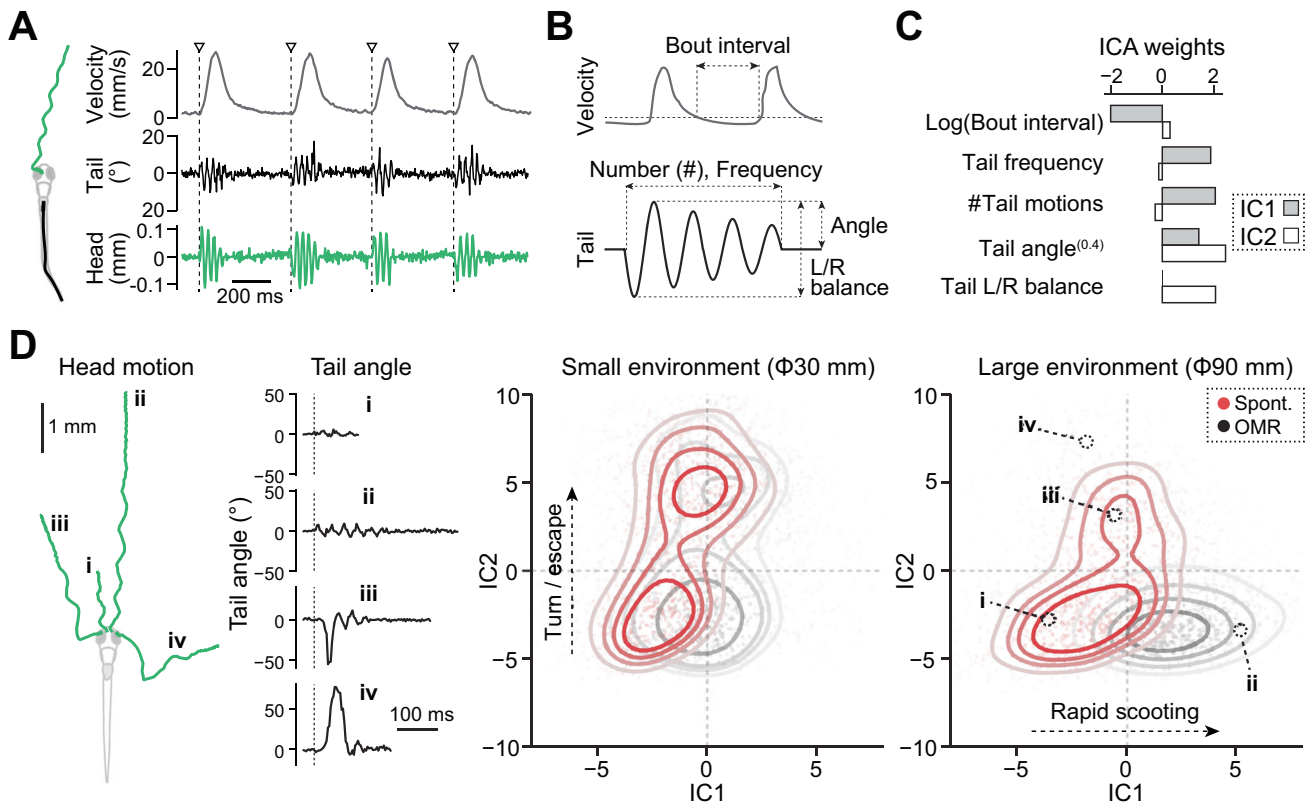 A
Velocity
(mm/s)
20
0
Tail
(°)
20
0
20
Head
(mm)
0.1
0
-0.1
200 ms
B
Bout interval
Velocity
Number (#), Frequency
Tail
Angle
L/R
balance
C
ICA weights
−2 0 2
Log(Bout interval)
Tail frequency
#Tail motions
Tail angle(0.4)
Tail L/R balance
IC1
IC2
D
Head motion
1 mm
ii
iii
i
iv
Tail angle
Tail angle (°)
50
0
−50
i
50
0
−50
ii
50
0
−50
iii
50
0
iv
100 ms
Small environment (Φ30 mm)
10
5
0
−5
−10
IC2
Turn / escape
−5 0 5
IC1
Large environment (Φ90 mm)
Spont.
OMR
10
5
0
−5
−10
IC2
iv
iii
i
ii
Rapid scooting
−5 0 5
IC1